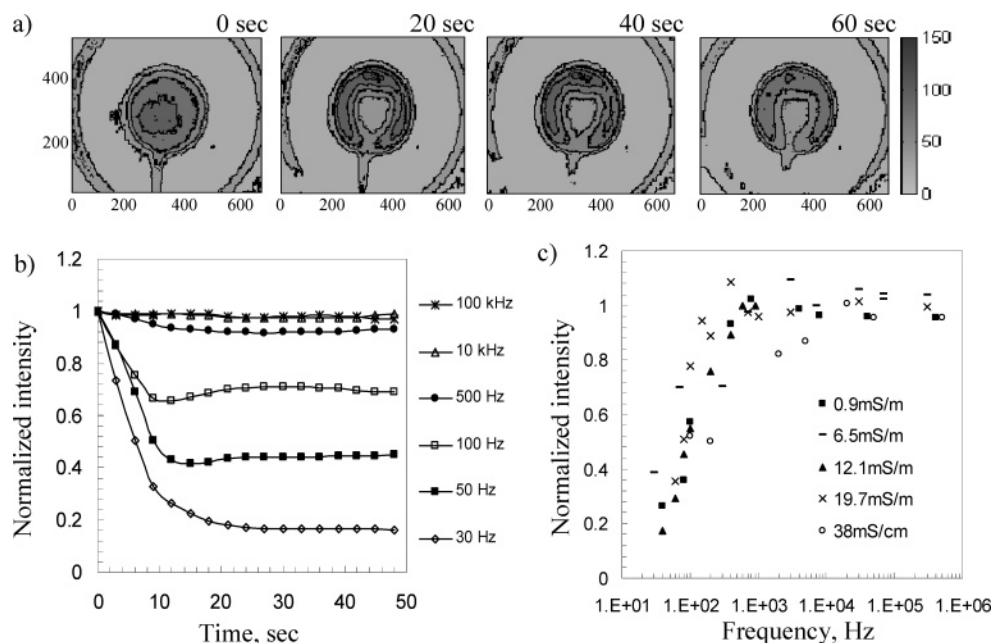 a)
0 sec
20 sec
40 sec
60 sec
400
200
0 200 400 600
0 200 400 600
0 200 400 600
0 200 400 600
150
100
50
0
b)
Normalized intensity
1.2
1
0.8
0.6
0.4
0.2
0
0 10 20 30 40 50
Time, sec
100 kHz
10 kHz
500 Hz
100 Hz
50 Hz
30 Hz
c)
Normalized intensity
1.2
1
0.8
0.6
0.4
0.2
0
1.E+01 1.E+02 1.E+03 1.E+04 1.E+05 1.E+06
Frequency, Hz
0.9mS/m
6.5mS/m
12.1mS/m
19.7mS/m
38mS/cm